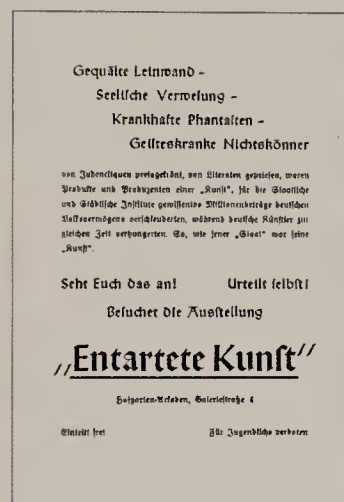 Gequälte Leinwand -
Seelische Verwesung -
Krankhafte Phantasten -
Geisteskranke Nichtskönner
von Judencliquen preisgekrönt, von Literaten gepriesen, waren
Produkte und Produzenten einer „Kunst", für die Staatliche
und Städtische Institute gewissenlos Millionenbeträge deutschen
Volksvermögens verschleuderten, während deutsche Künstler zur
gleichen Zeit verhungerten. So, wie jener „Staat" war seine
„Kunst".
Seht Euch das an! Urteilt selbst!
Besuchet die Ausstellung
„Entartete Kunst"
Hofgarten-Arkaden, Galeriestraße 4
Eintritt frei Für Jugendliche verboten